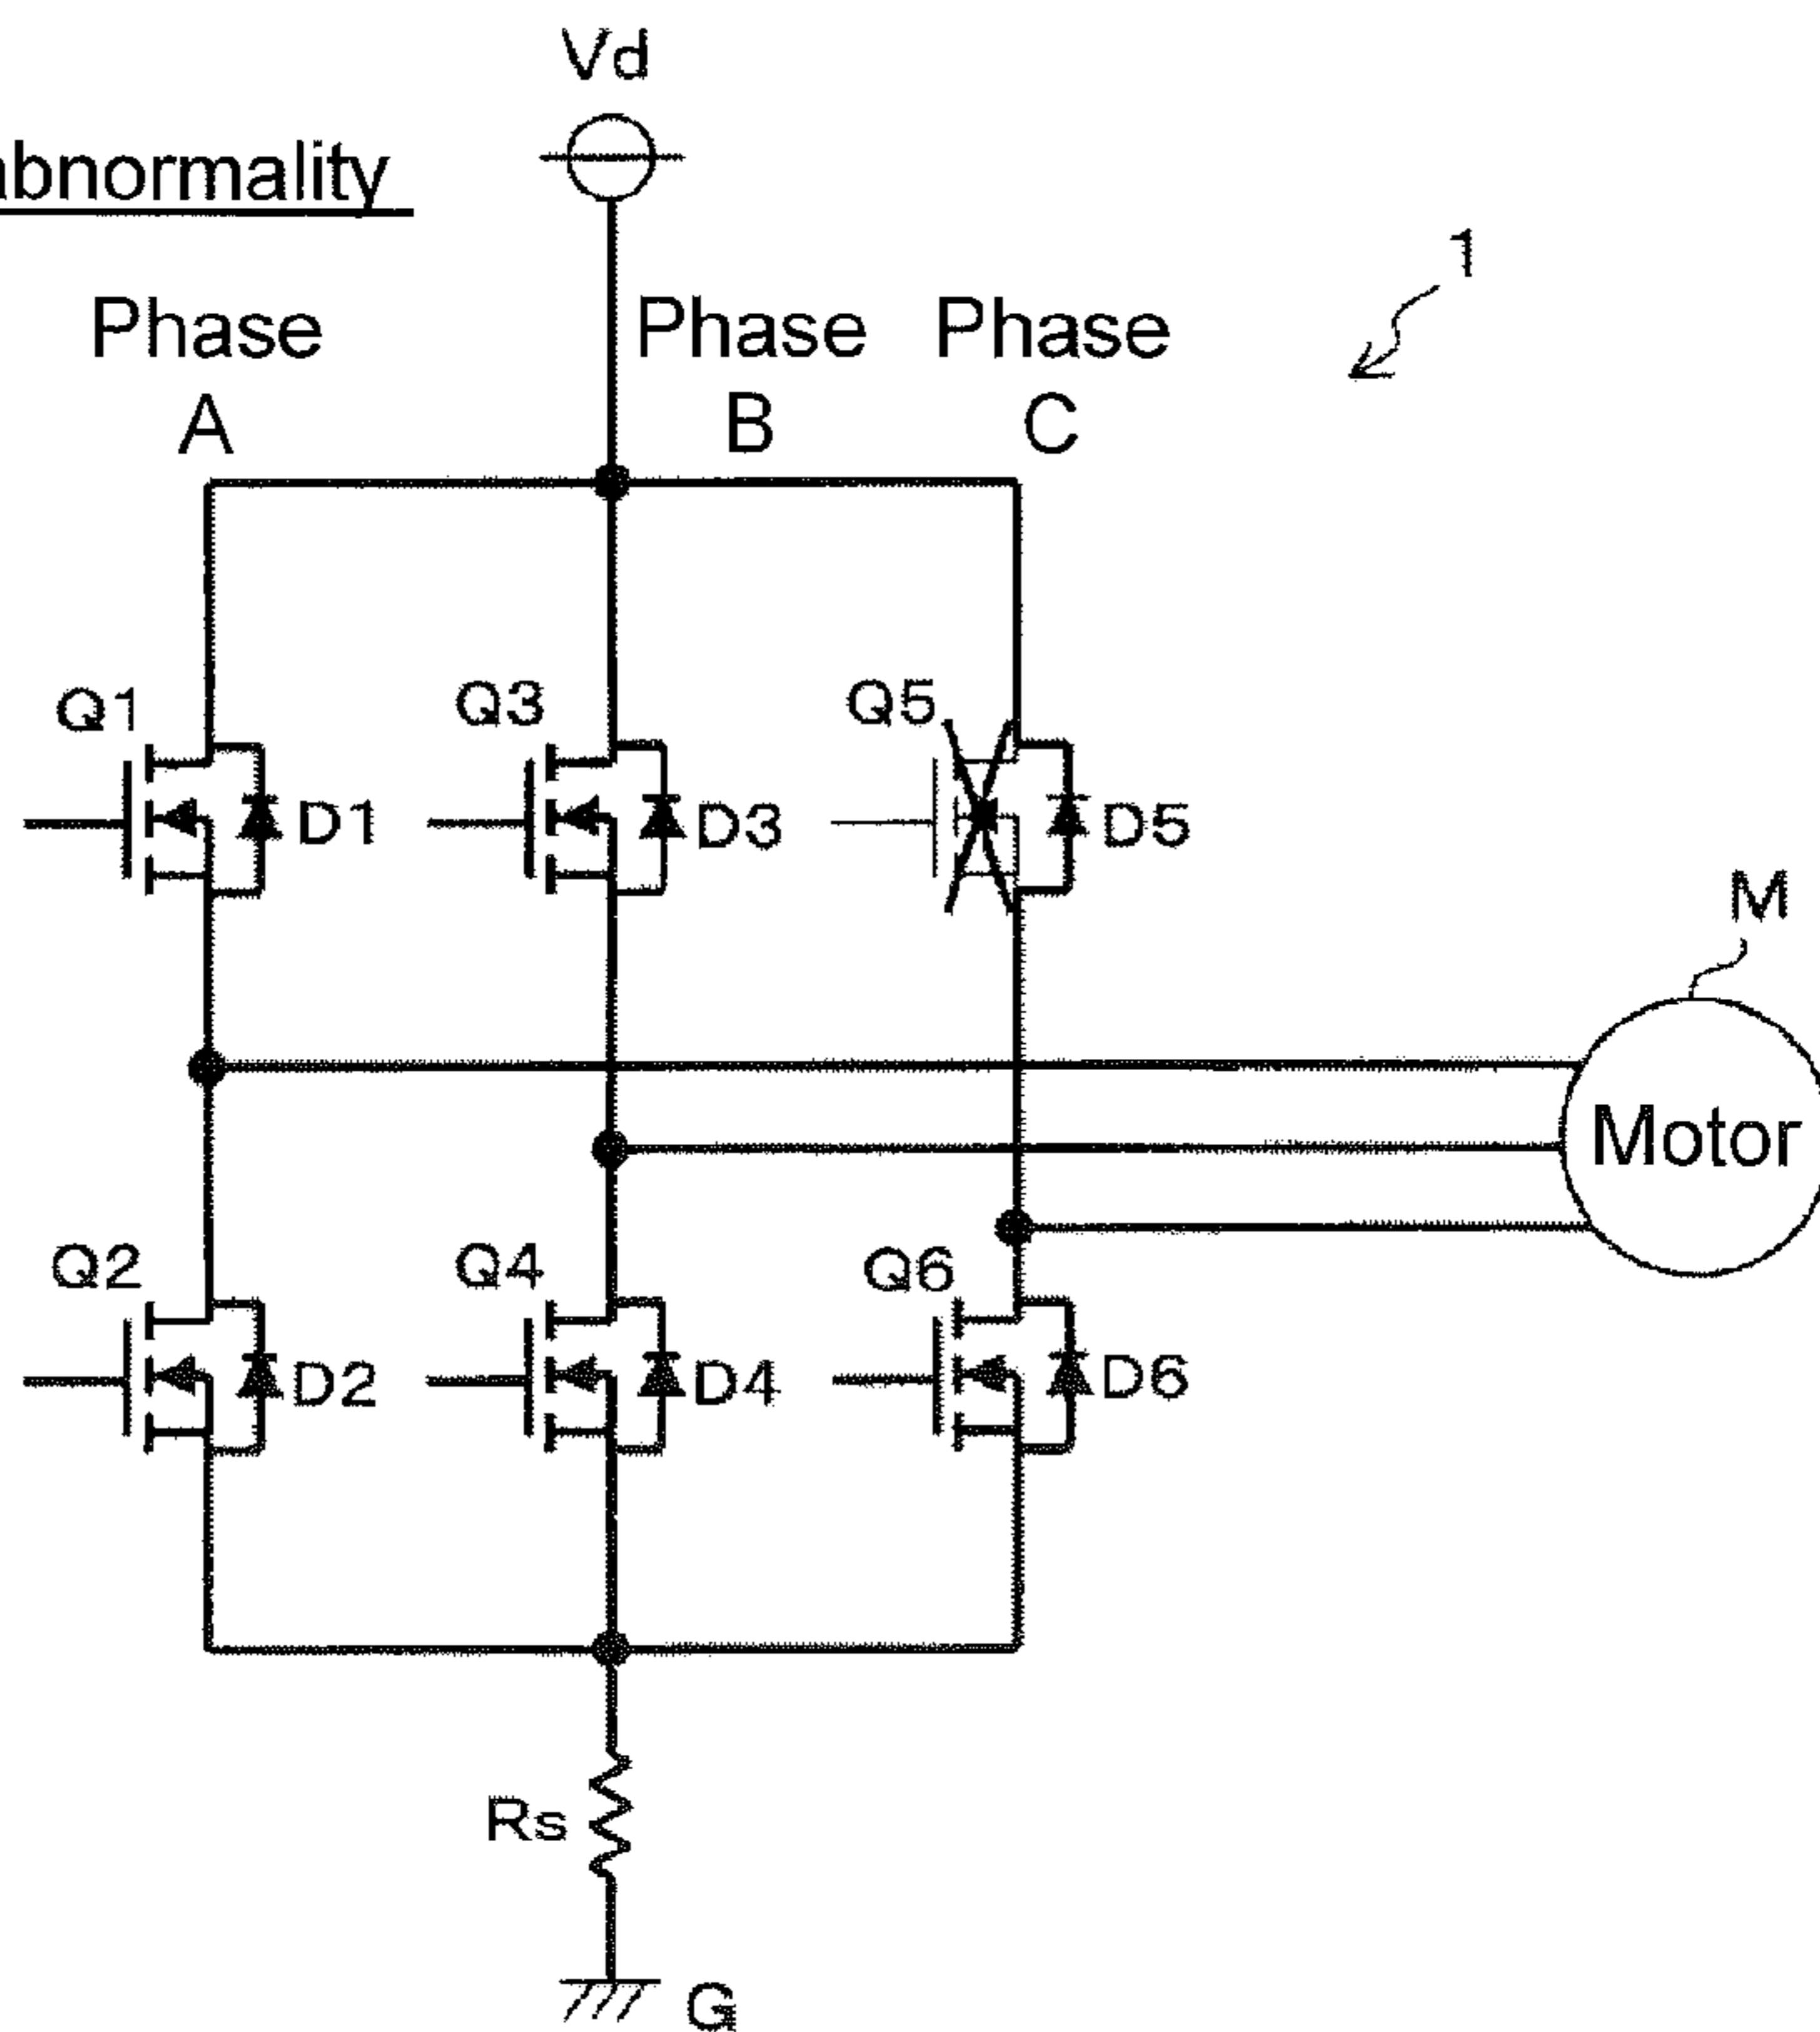 Vd
abnormality
1
Phase A
Phase B
Phase C
Q1
D1
Q3
D3
Q5
D5
M
Motor
Q2
D2
Q4
D4
Q6
D6
Rs
G